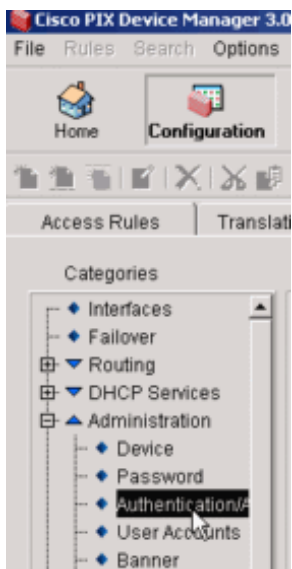 Cisco PIX Device Manager 3.0
File Rules Search Options
Home Configuration
Access Rules Translati
Categories
Interfaces
Failover
Routing
DHCP Services
Administration
Device
Password
Authentication/A
User Accounts
Banner